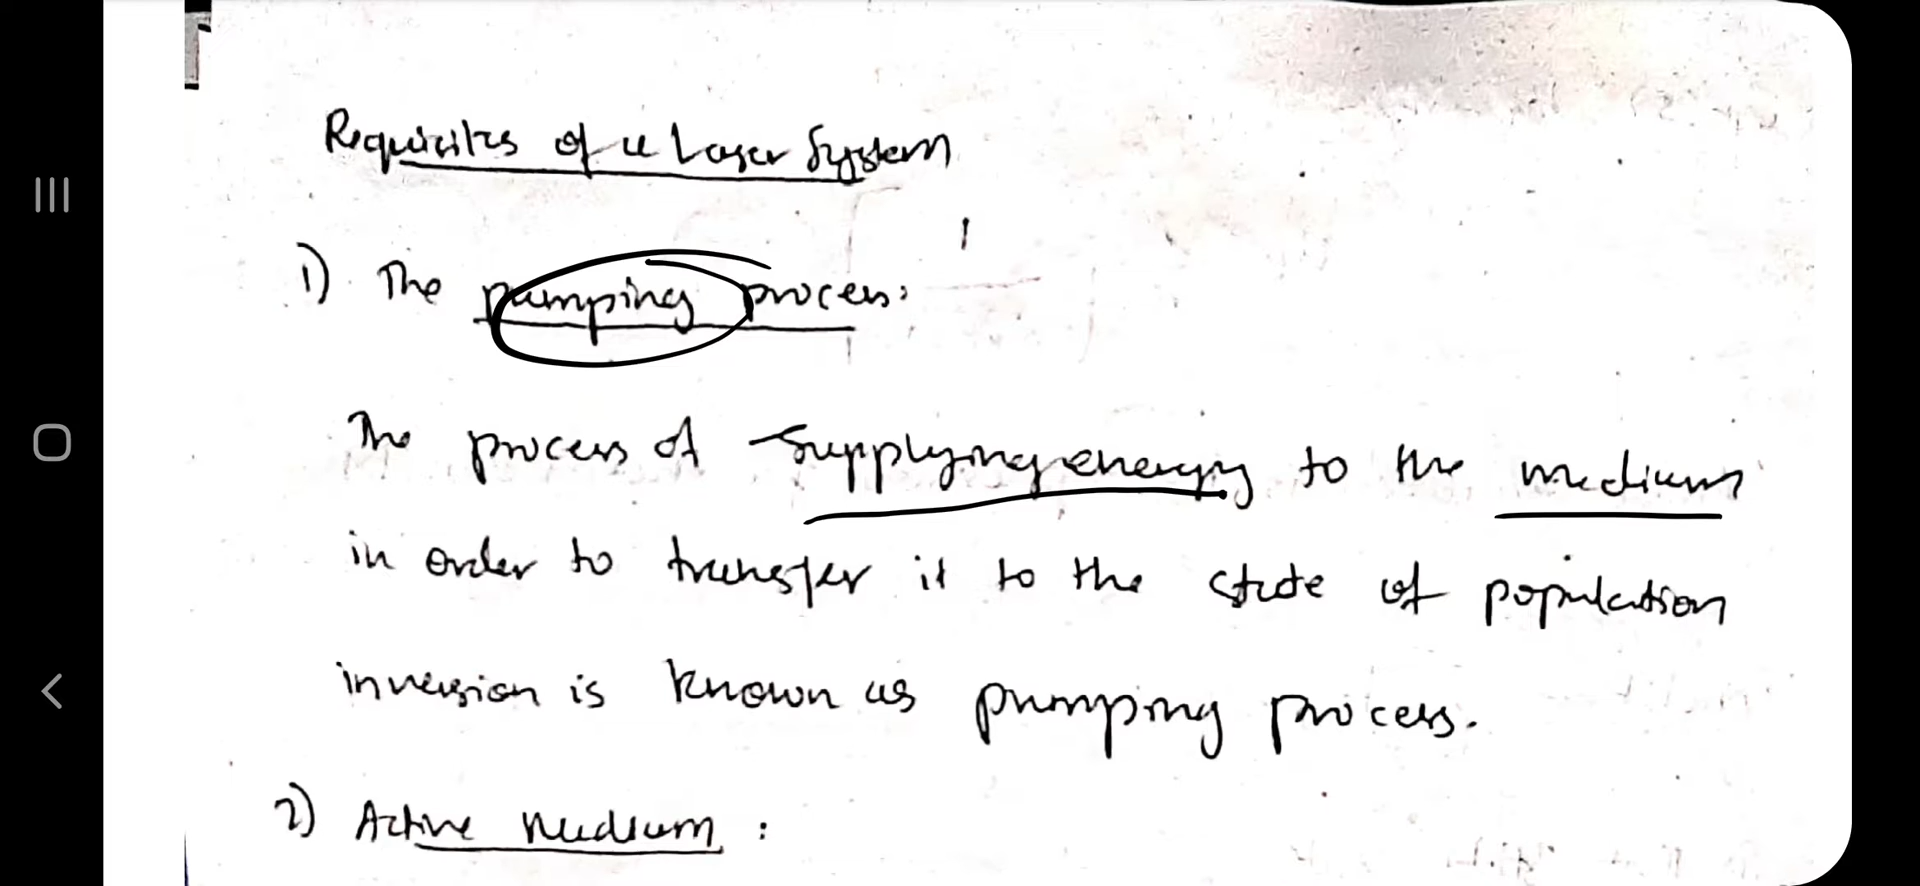 Requisites of a Laser System
1) The pumping process:
The process of supplying energy to the medium
in order to transfer it to the state of population
inversion is known as pumping process.
2) Active Medium :